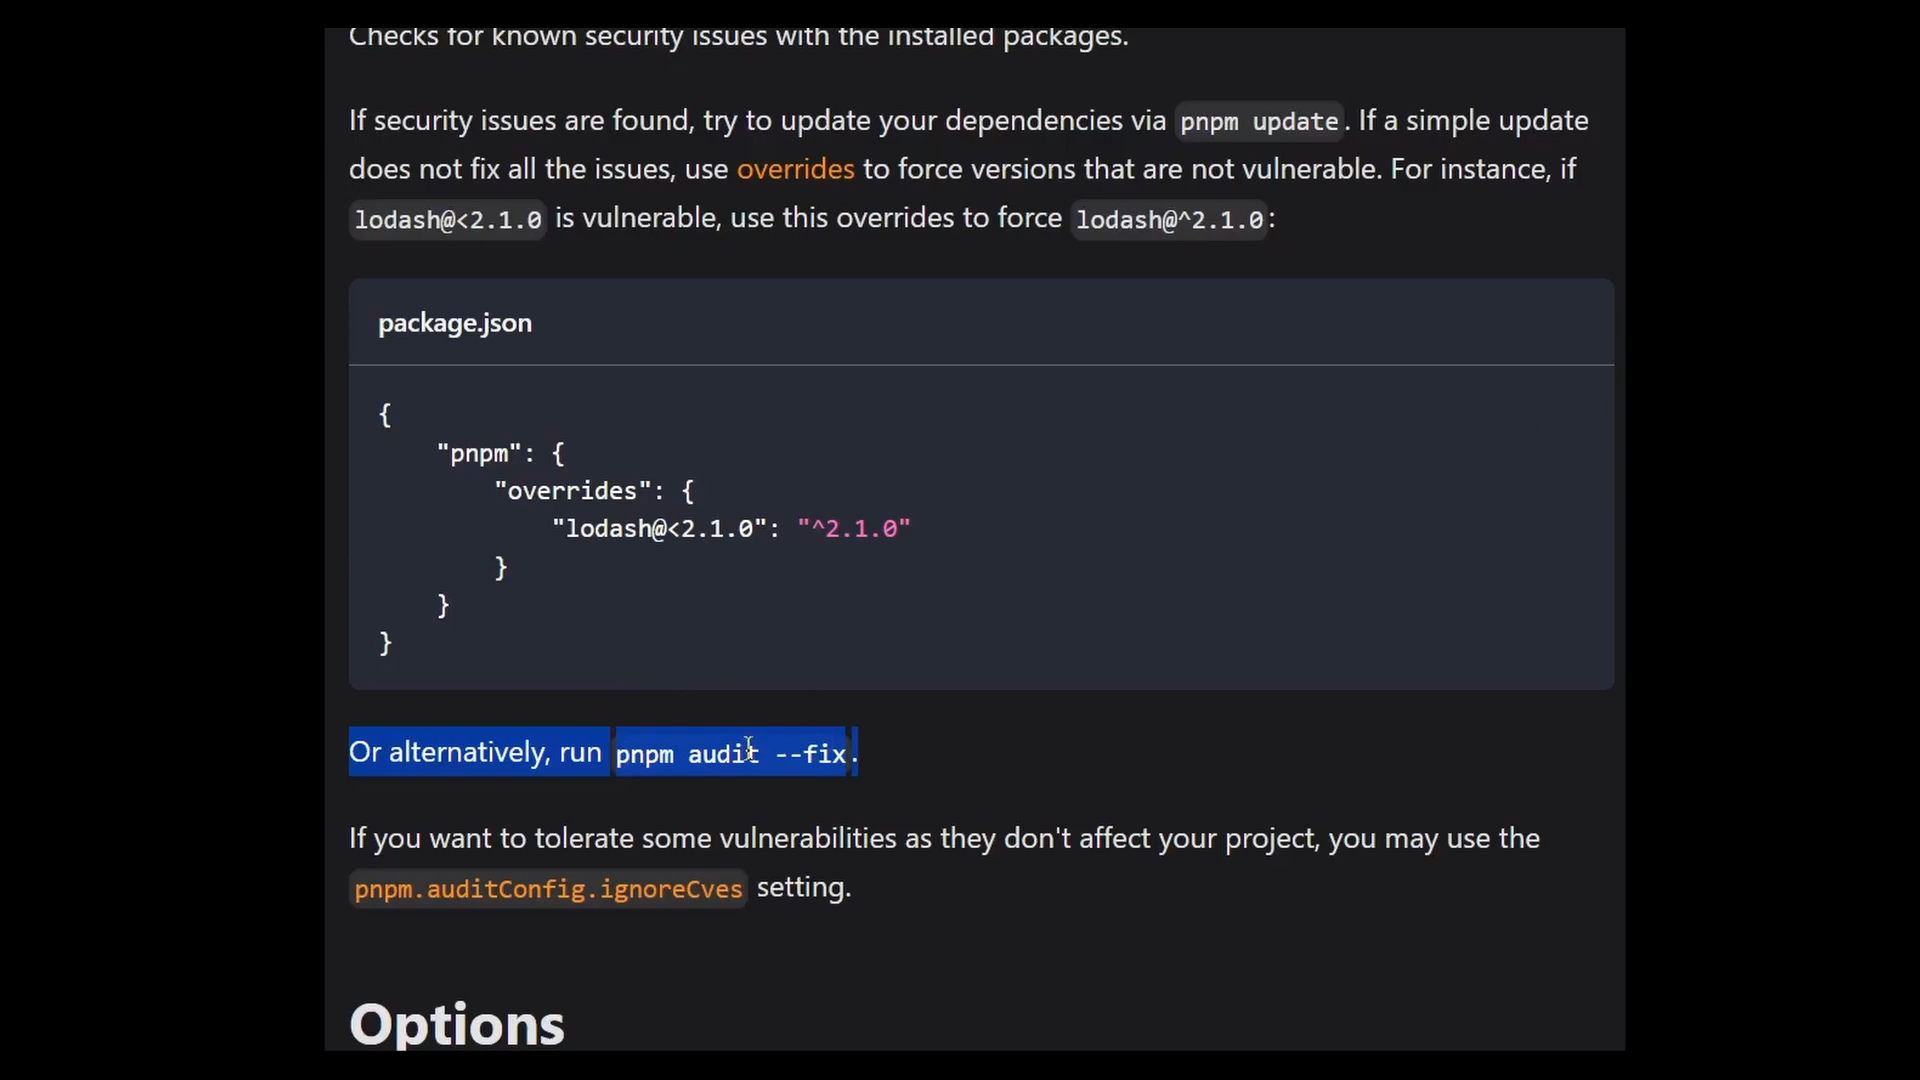 Checks for known security issues with the installed packages.
If security issues are found, try to update your dependencies via pnpm update. If a simple update
does not fix all the issues, use overrides to force versions that are not vulnerable. For instance, if
lodash@<2.1.0 is vulnerable, use this overrides to force lodash@^2.1.0:
package.json
{
    "pnpm": {
        "overrides": {
            "lodash@<2.1.0": "^2.1.0"
        }
    }
}
Or alternatively, run pnpm audit --fix.
If you want to tolerate some vulnerabilities as they don't affect your project, you may use the
pnpm.auditConfig.ignoreCves setting.
Options